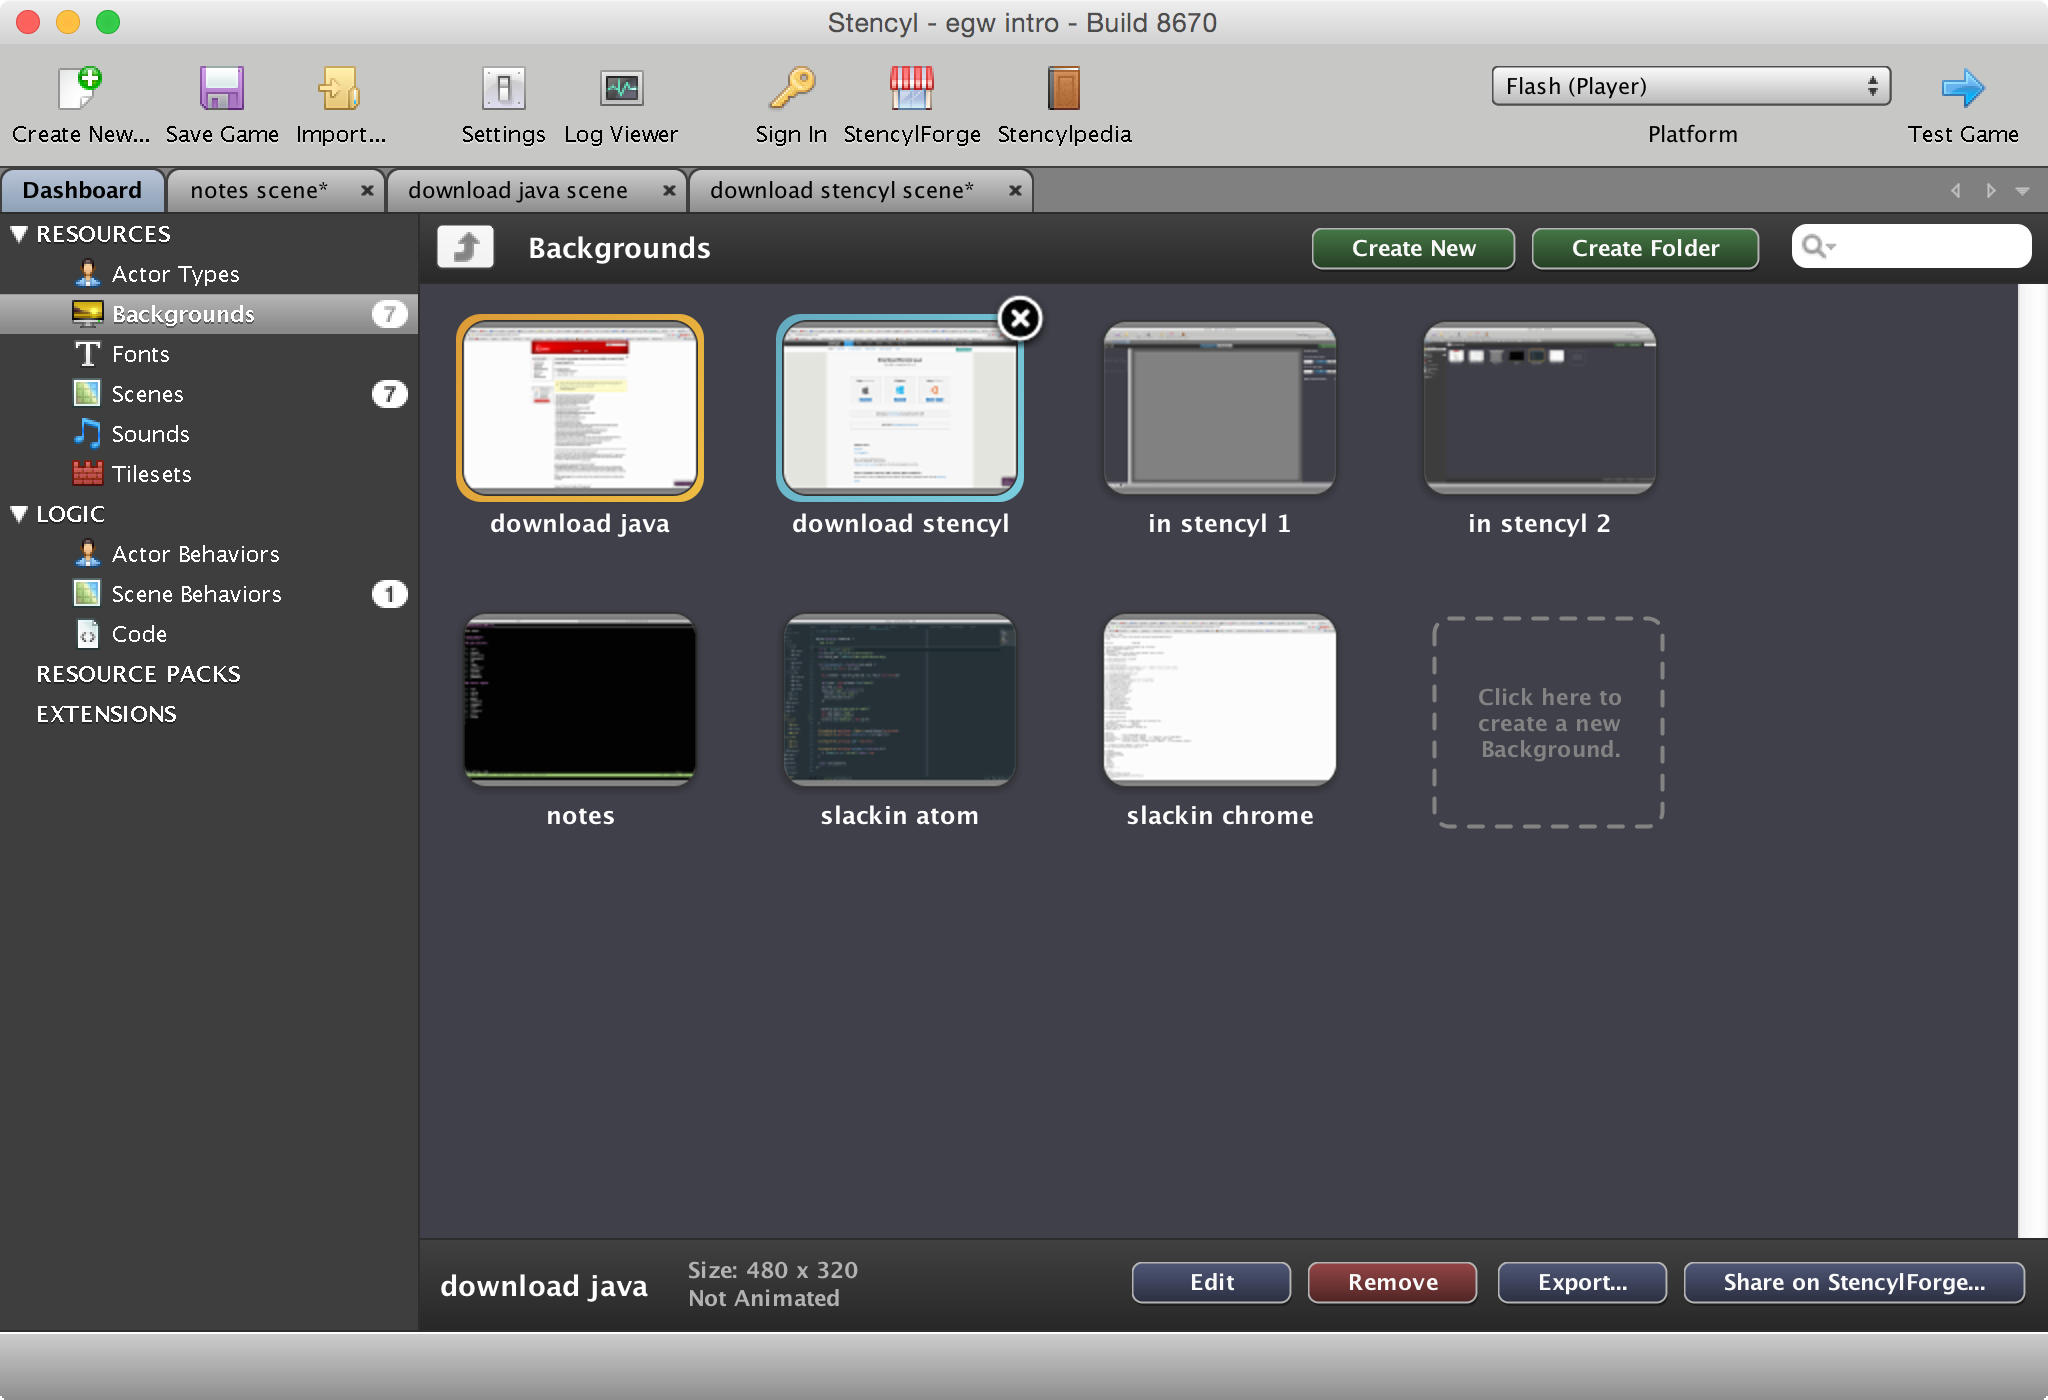 Stencyl - egw intro - Build 8670
Create New...
Save Game
Import...
Settings
Log Viewer
Sign In
StencylForge
Stencylpedia
Flash (Player)
Platform
Test Game
Dashboard
notes scene*
download java scene
download stencyl scene*
RESOURCES
Actor Types
Backgrounds 7
Fonts
Scenes 7
Sounds
Tilesets
LOGIC
Actor Behaviors
Scene Behaviors 1
Code
RESOURCE PACKS
EXTENSIONS
Backgrounds
Create New
Create Folder
download java
download stencyl
in stencyl 1
in stencyl 2
notes
slackin atom
slackin chrome
Click here to
create a new
Background.
download java
Size: 480 x 320
Not Animated
Edit
Remove
Export...
Share on StencylForge...